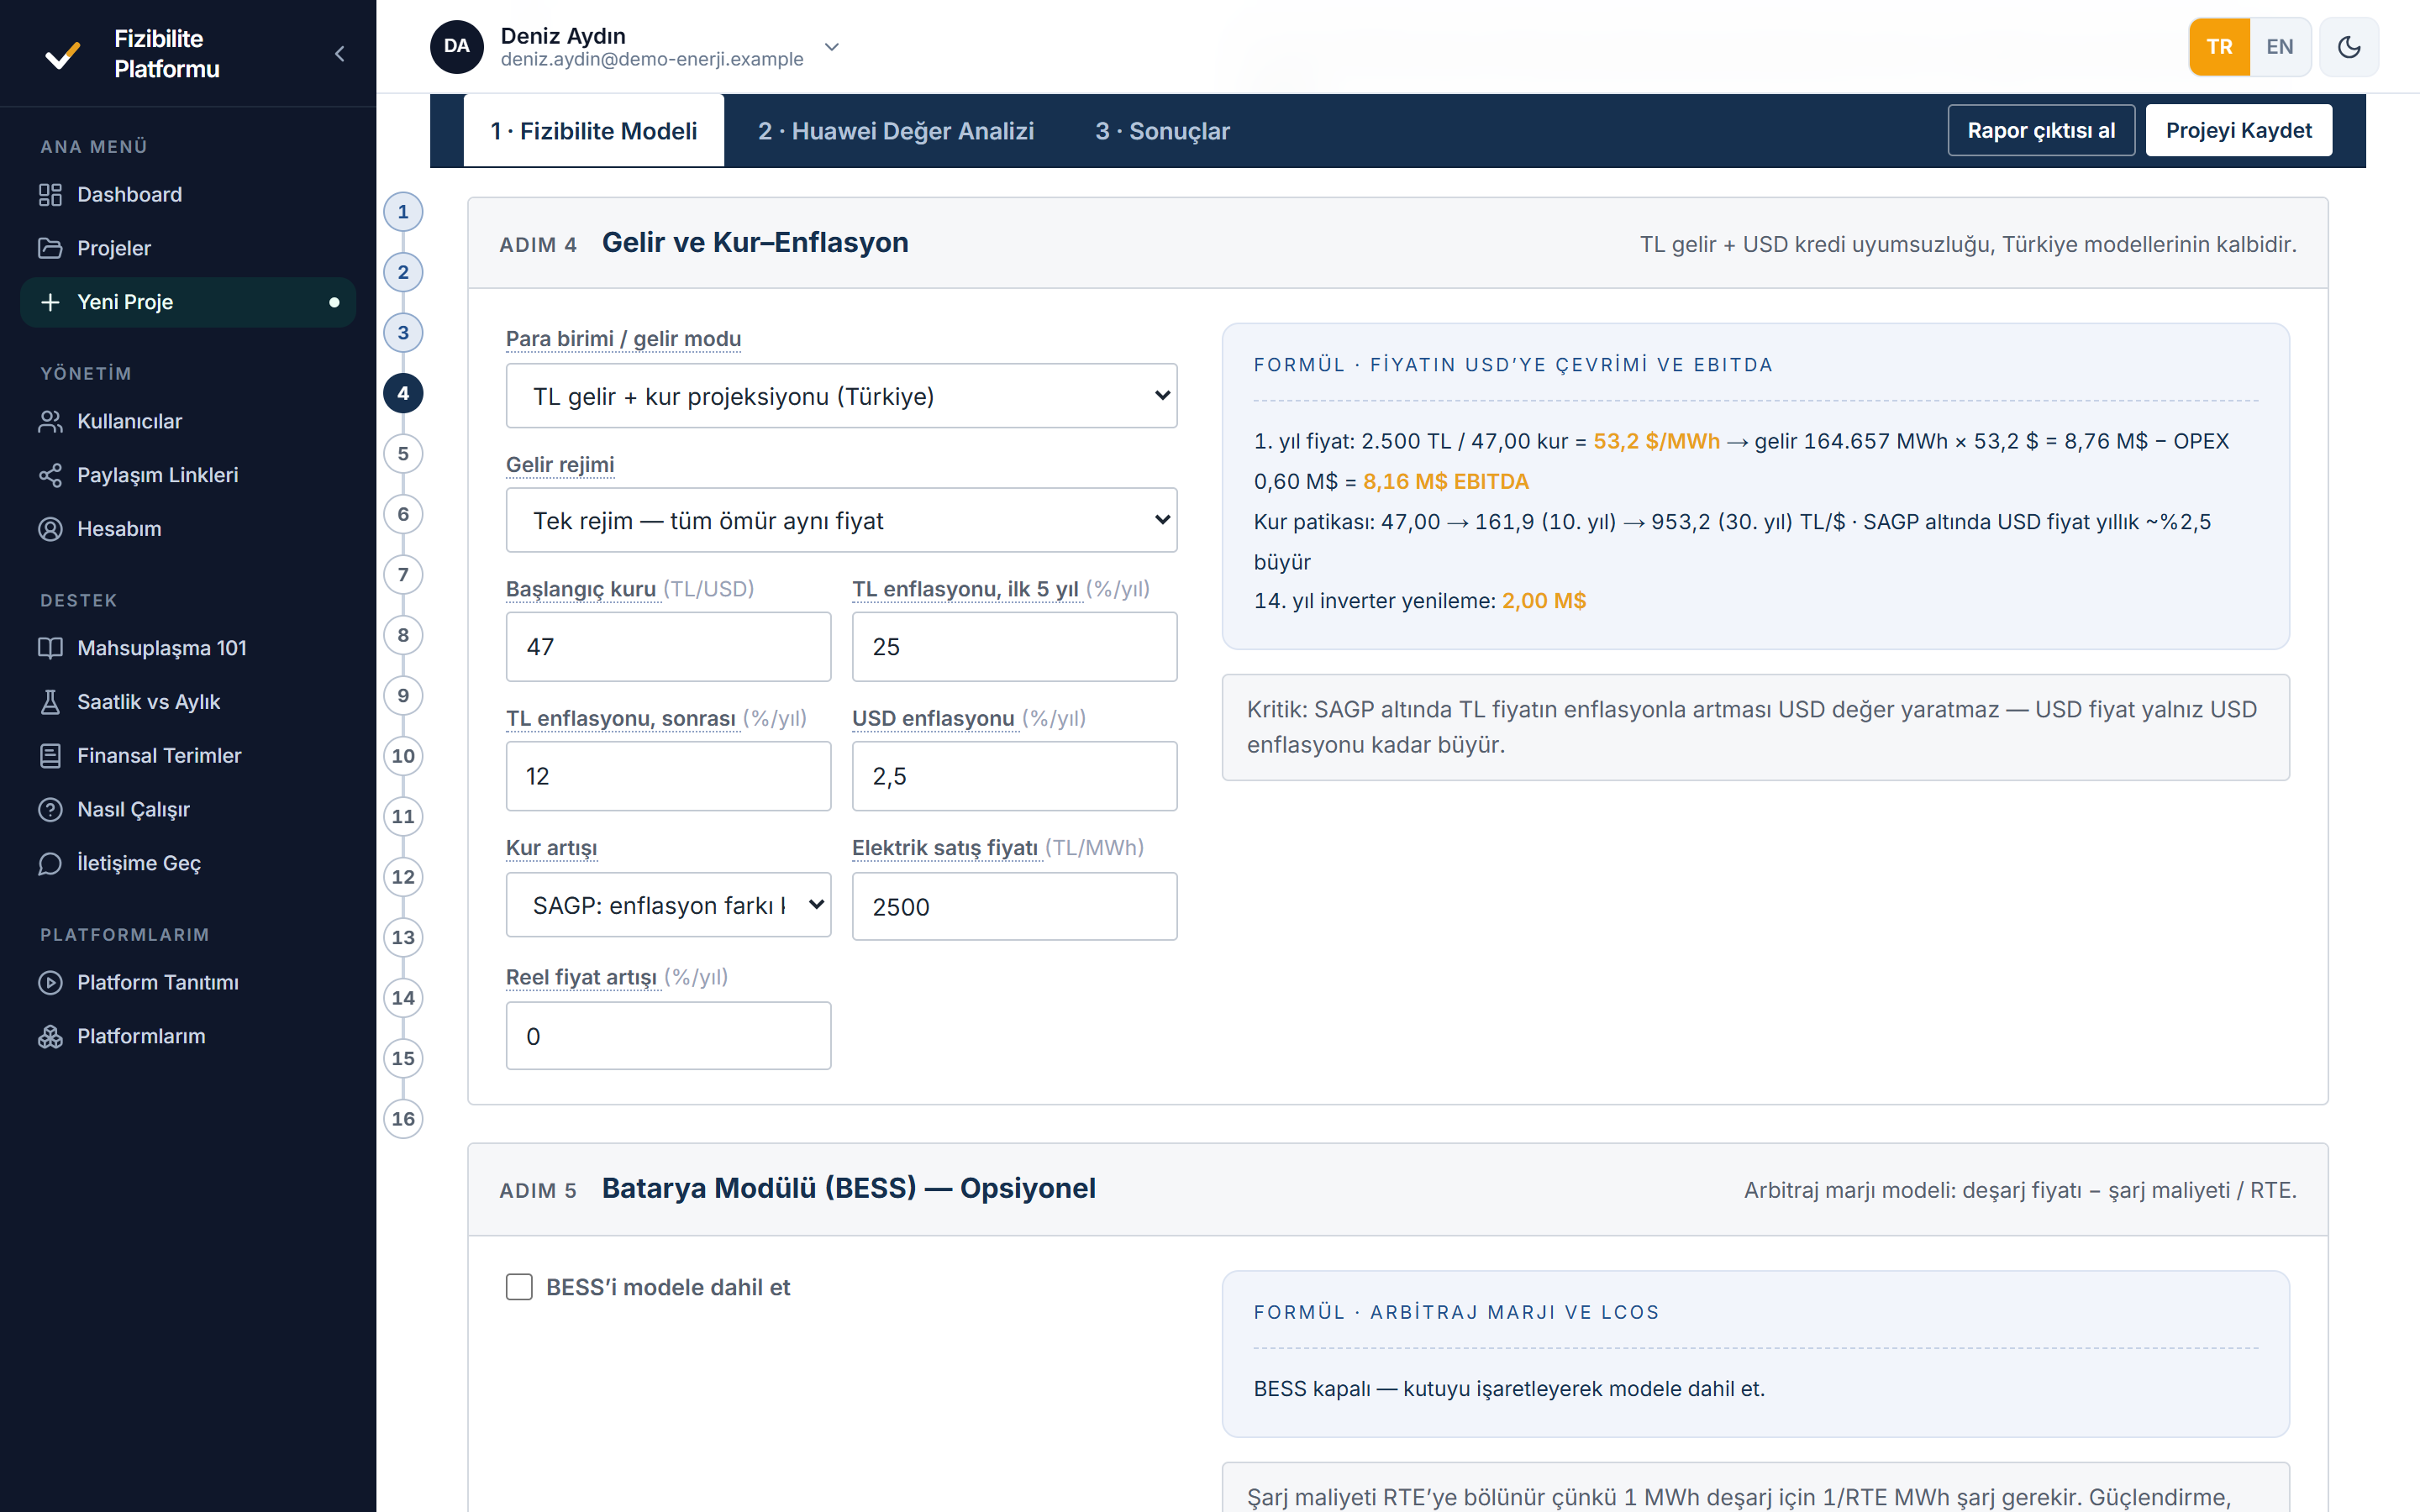 Fizibilite
Platformu
ANA MENÜ
Dashboard
Projeler
Yeni Proje
YÖNETİM
Kullanıcılar
Paylaşım Linkleri
Hesabım
DESTEK
Mahsuplaşma 101
Saatlik vs Aylık
Finansal Terimler
Nasıl Çalışır
İletişime Geç
PLATFORMLARIM
Platform Tanıtımı
Platformlarım
DA
Deniz Aydın
deniz.aydin@demo-enerji.example
TR
EN
1 · Fizibilite Modeli
2 · Huawei Değer Analizi
3 · Sonuçlar
Rapor çıktısı al
Projeyi Kaydet
1
2
3
4
5
6
7
8
9
10
11
12
13
14
15
16
ADIM 4 Gelir ve Kur–Enflasyon
TL gelir + USD kredi uyumsuzluğu, Türkiye modellerinin kalbidir.
Para birimi / gelir modu
TL gelir + kur projeksiyonu (Türkiye)
Gelir rejimi
Tek rejim — tüm ömür aynı fiyat
Başlangıç kuru (TL/USD)
47
TL enflasyonu, ilk 5 yıl (%/yıl)
25
TL enflasyonu, sonrası (%/yıl)
12
USD enflasyonu (%/yıl)
2,5
Kur artışı
SAGP: enflasyon farkı
Elektrik satış fiyatı (TL/MWh)
2500
Reel fiyat artışı (%/yıl)
0
FORMÜL · FİYATIN USD’YE ÇEVRİMİ VE EBITDA
1. yıl fiyat: 2.500 TL / 47,00 kur = 53,2 $/MWh → gelir 164.657 MWh × 53,2 $ = 8,76 M$ − OPEX
0,60 M$ = 8,16 M$ EBITDA
Kur patikası: 47,00 → 161,9 (10. yıl) → 953,2 (30. yıl) TL/$ · SAGP altında USD fiyat yıllık ~%2,5
büyür
14. yıl inverter yenileme: 2,00 M$
Kritik: SAGP altında TL fiyatın enflasyonla artması USD değer yaratmaz — USD fiyat yalnız USD
enflasyonu kadar büyür.
ADIM 5 Batarya Modülü (BESS) — Opsiyonel
Arbitraj marjı modeli: deşarj fiyatı − şarj maliyeti / RTE.
BESS’i modele dahil et
FORMÜL · ARBİTRAJ MARJI VE LCOS
BESS kapalı — kutuyu işaretleyerek modele dahil et.
Şarj maliyeti RTE’ye bölünür çünkü 1 MWh deşarj için 1/RTE MWh şarj gerekir. Güçlendirme,